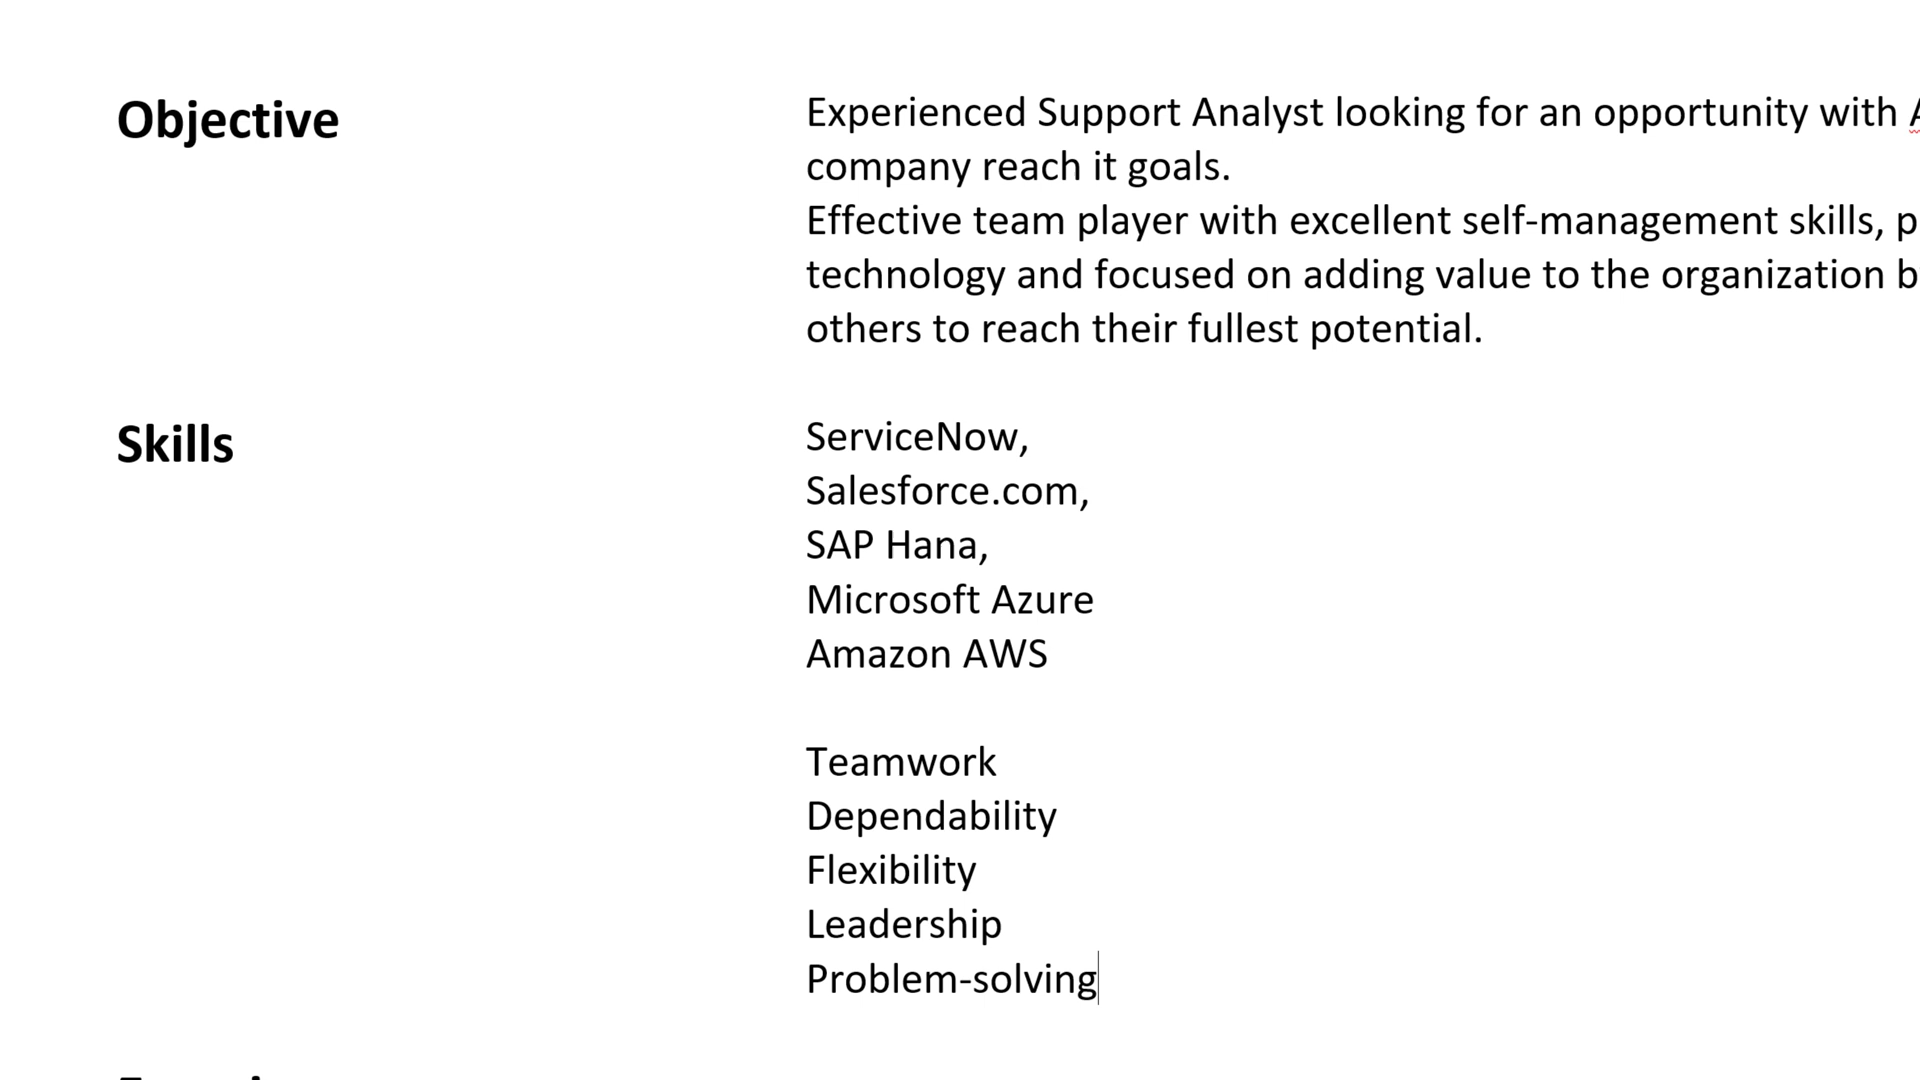 Objective
Experienced Support Analyst looking for an opportunity with
company reach it goals.
Effective team player with excellent self-management skills,
technology and focused on adding value to the organization
others to reach their fullest potential.
Skills
ServiceNow,
Salesforce.com,
SAP Hana,
Microsoft Azure
Amazon AWS
Teamwork
Dependability
Flexibility
Leadership
Problem-solving